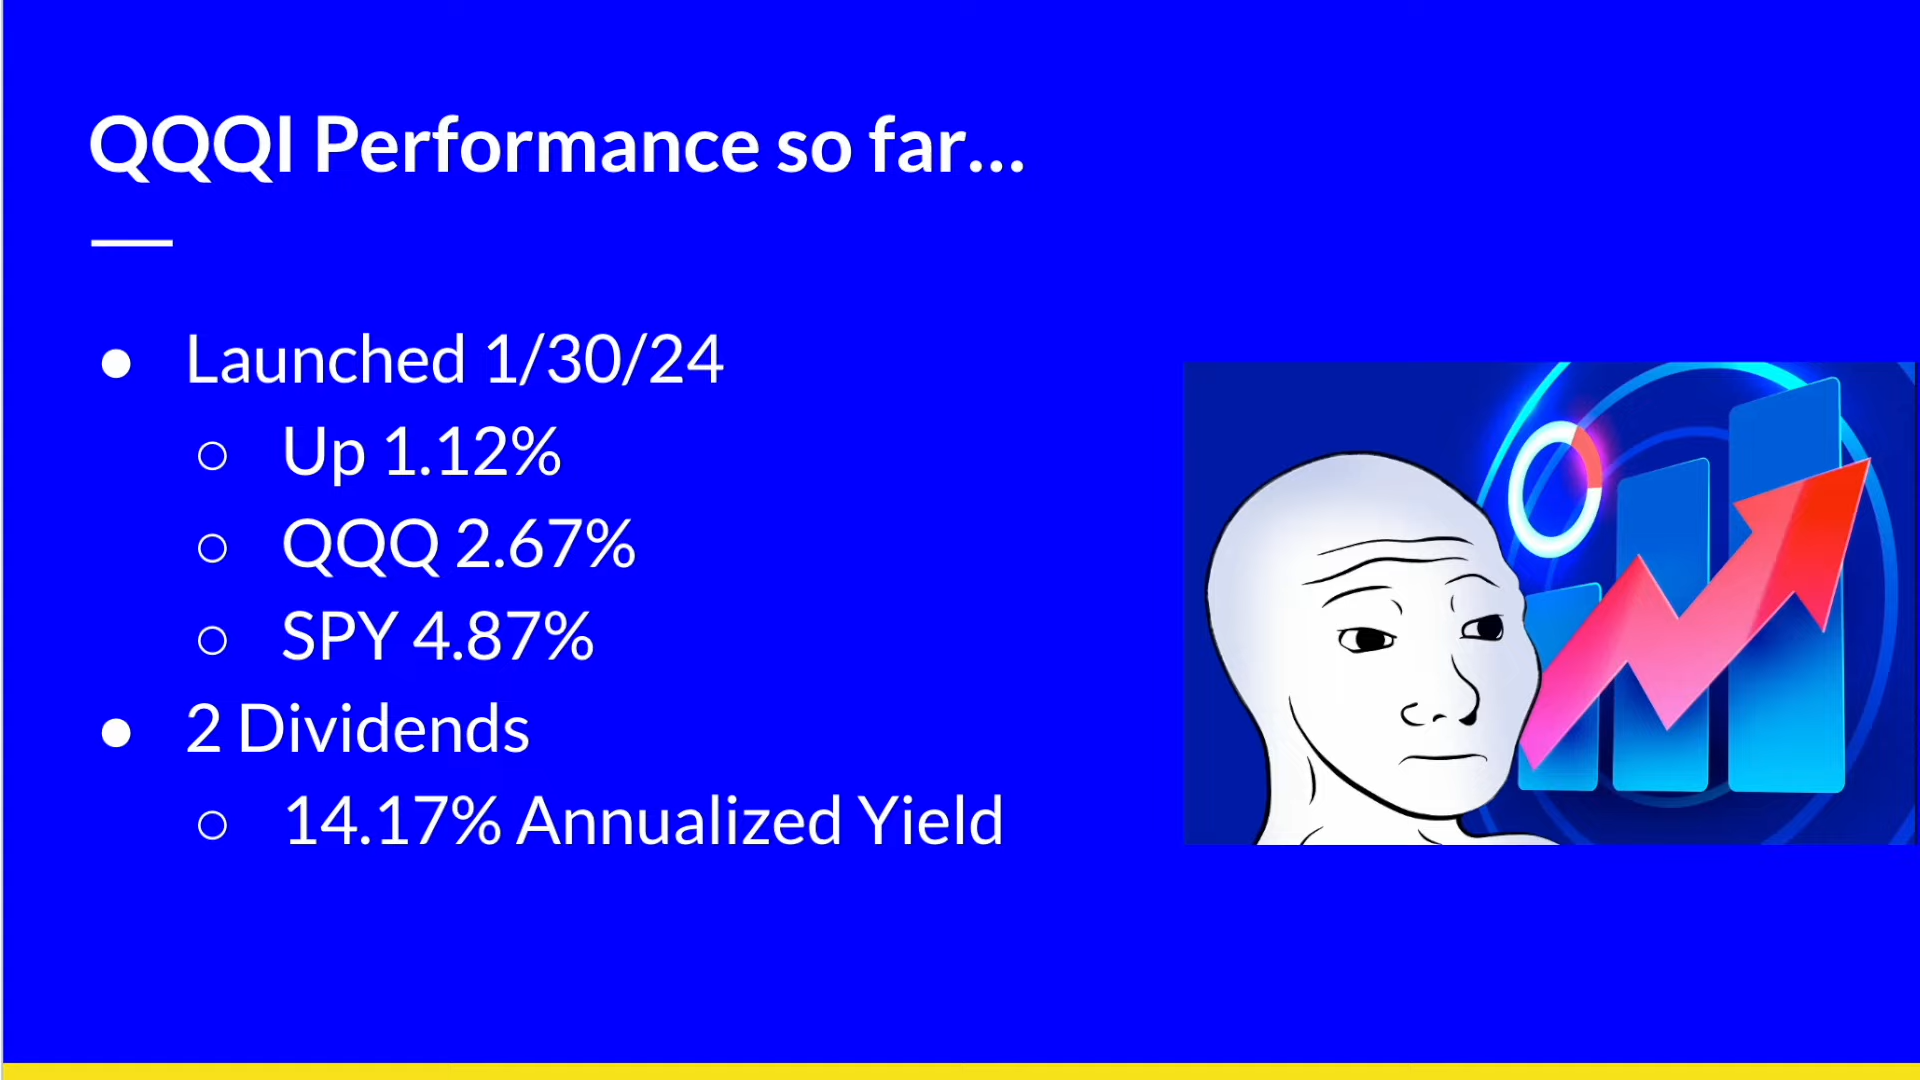 QQQI Performance so far...
● Launched 1/30/24
○ Up 1.12%
○ QQQ 2.67%
○ SPY 4.87%
● 2 Dividends
○ 14.17% Annualized Yield